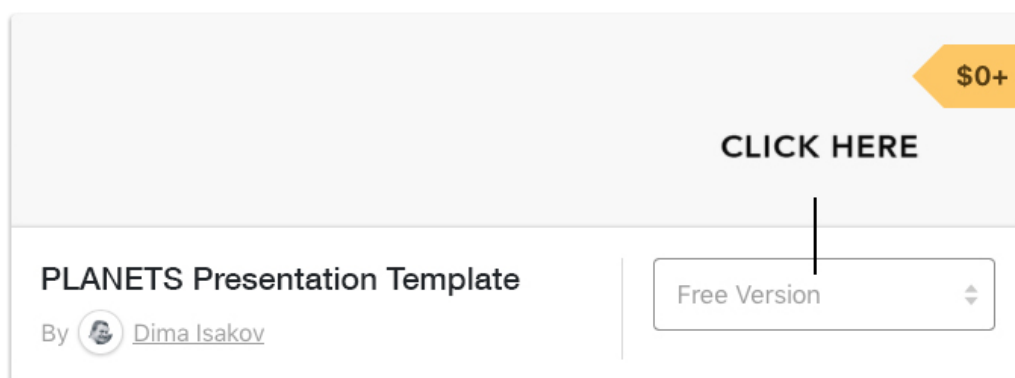 $0+
CLICK HERE
PLANETS Presentation Template
Free Version
By Dima Isakov